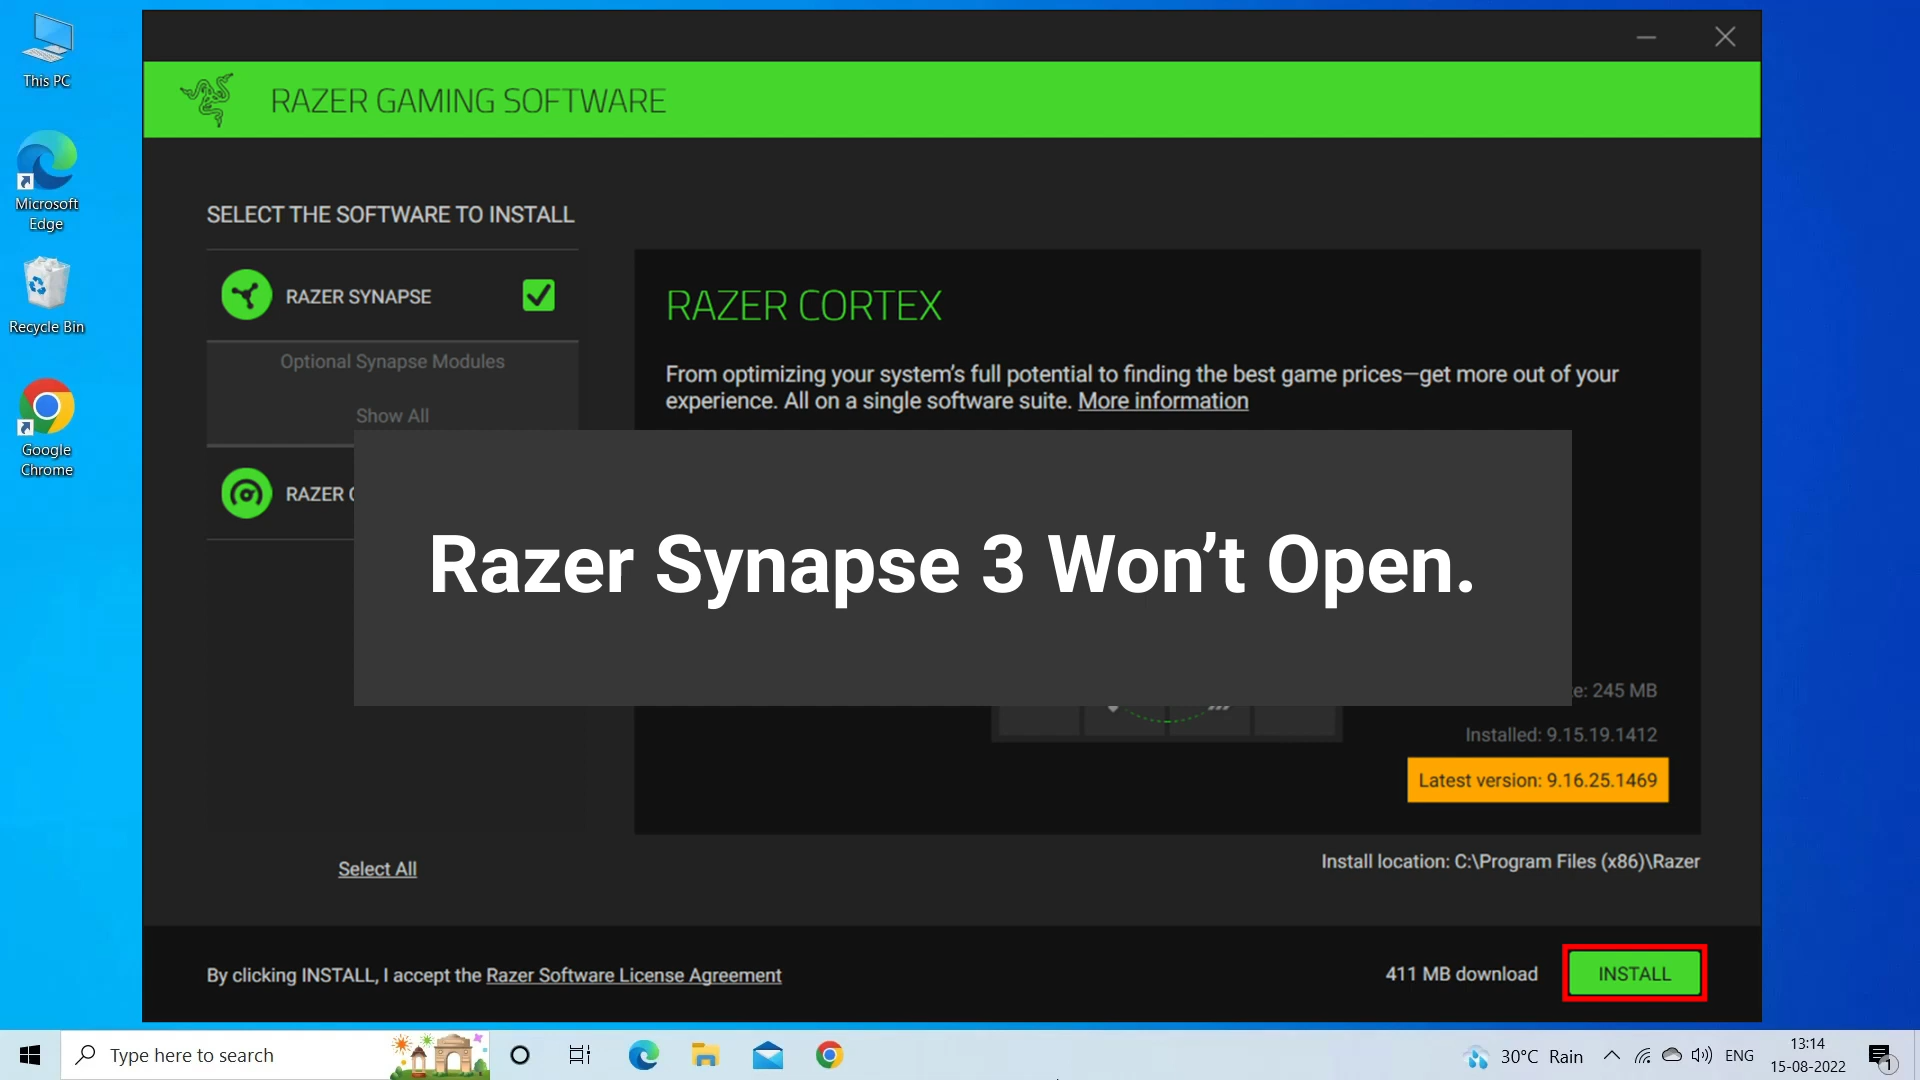 This PC
Microsoft
Edge
Recycle Bin
Google
Chrome
RAZER GAMING SOFTWARE
SELECT THE SOFTWARE TO INSTALL
RAZER SYNAPSE
Optional Synapse Modules
Show All
RAZER
RAZER CORTEX
From optimizing your system’s full potential to finding the best game prices—get more out of your
experience. All on a single software suite. More information
Razer Synapse 3 Won’t Open.
245 MB
Installed: 9.15.19.1412
Latest version: 9.16.25.1469
Select All
Install location: C:\Program Files (x86)\Razer
By clicking INSTALL, I accept the Razer Software License Agreement
411 MB download
INSTALL
Type here to search
30°C Rain
ENG
13:14
15-08-2022
1